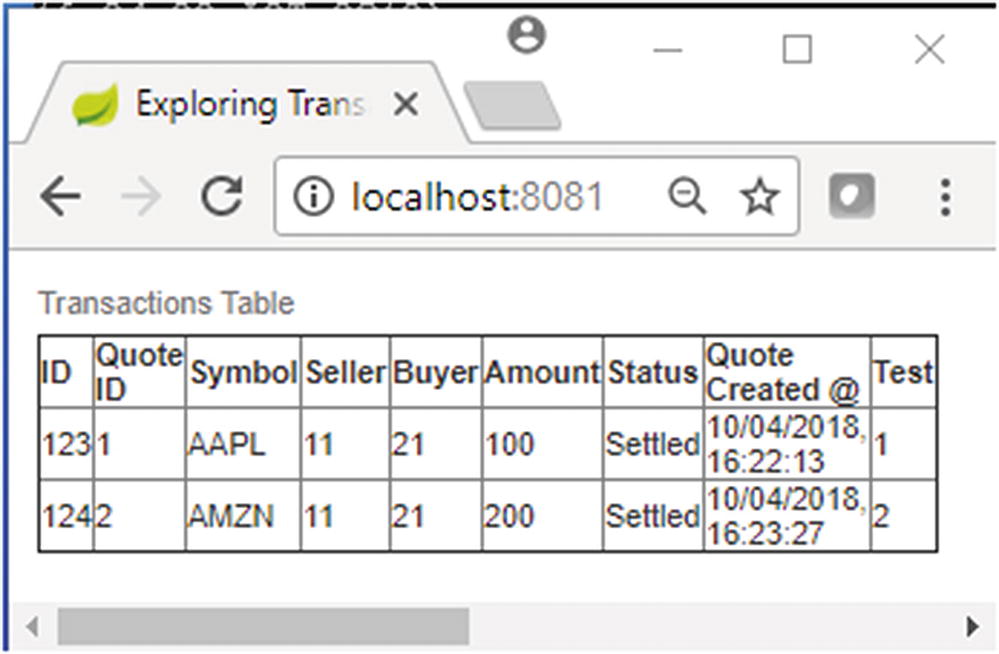 Exploring Trans
localhost:8081
Transactions Table
ID Quote ID Symbol Seller Buyer Amount Status Quote Created @ Test
123 1 AAPL 11 21 100 Settled 10/04/2018, 16:22:13 1
124 2 AMZN 11 21 200 Settled 10/04/2018, 16:23:27 2